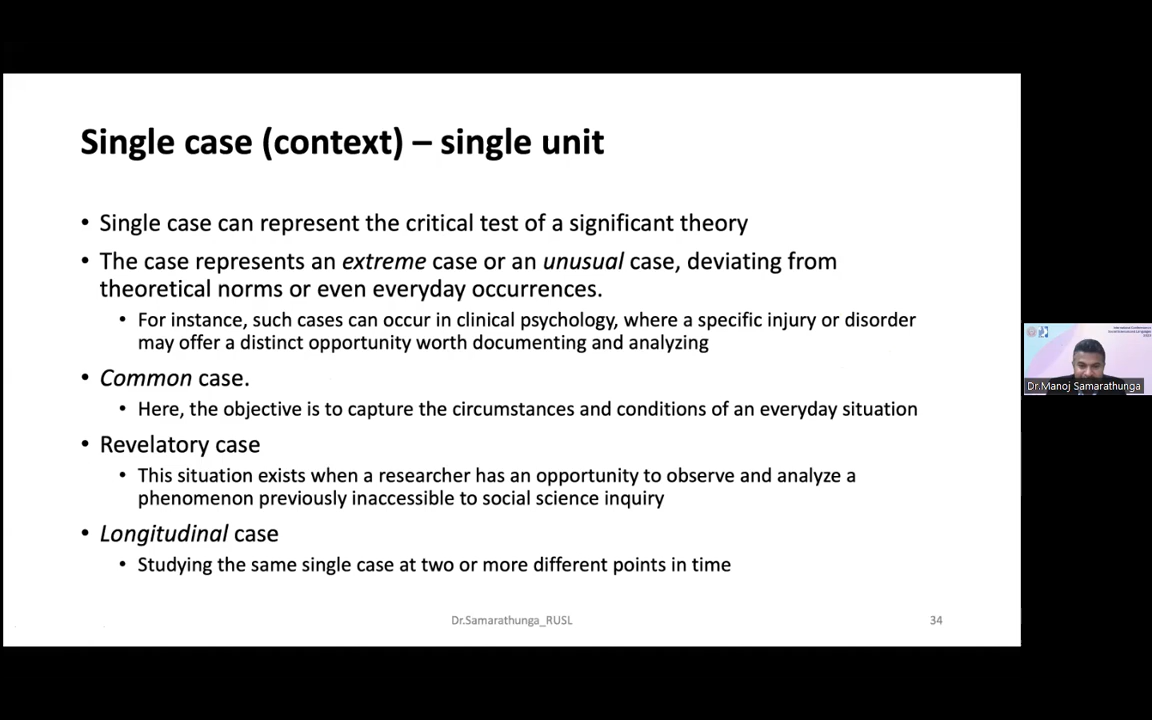 Single case (context) – single unit
• Single case can represent the critical test of a significant theory
• The case represents an extreme case or an unusual case, deviating from
theoretical norms or even everyday occurrences.
• For instance, such cases can occur in clinical psychology, where a specific injury or disorder
may offer a distinct opportunity worth documenting and analyzing
• Common case.
• Here, the objective is to capture the circumstances and conditions of an everyday situation
• Revelatory case
• This situation exists when a researcher has an opportunity to observe and analyze a
phenomenon previously inaccessible to social science inquiry
• Longitudinal case
• Studying the same single case at two or more different points in time
Dr.Samarathunga_RUSL
34
Dr.Manoj Samarathunga